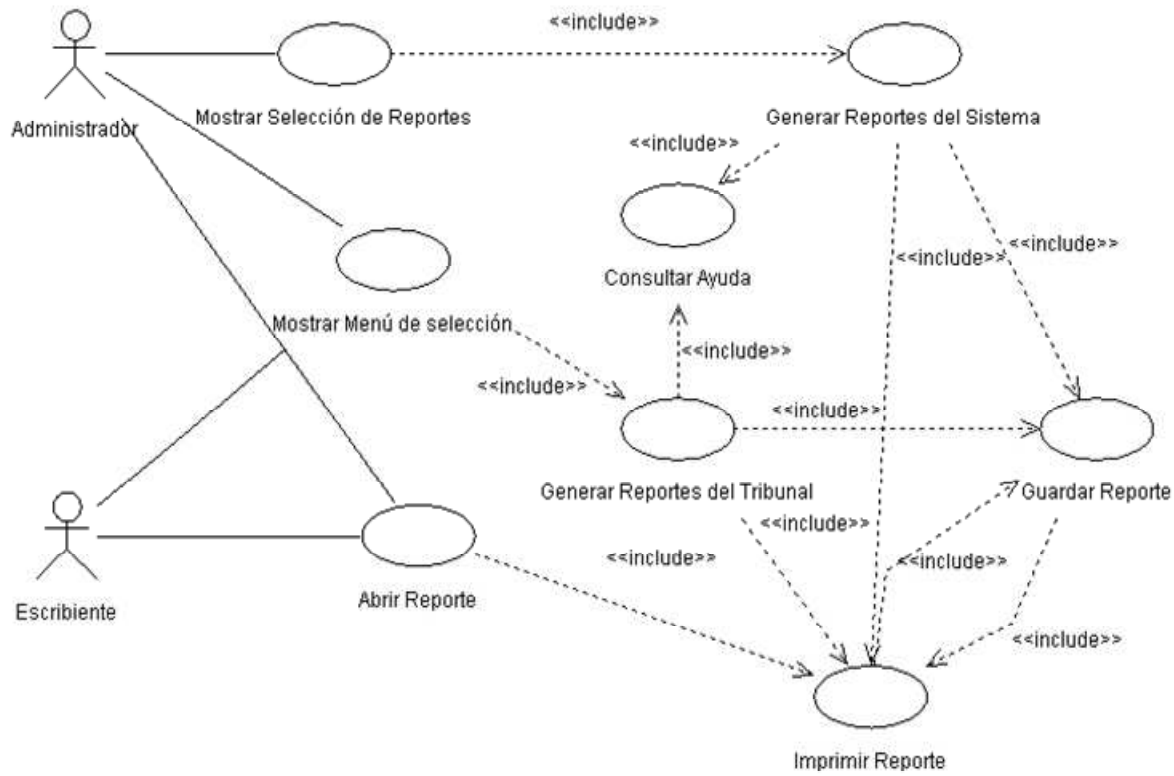 <<include>>
Administrador
Mostrar Selección de Reportes
Generar Reportes del Sistema
<<include>>
<<include>>
<<include>>
Consultar Ayuda
Mostrar Menú de selección
<<include>>
<<include>>
<<include>>
Generar Reportes del Tribunal
Guardar Reporte
<<include>>
<<include>>
<<include>>
Escribiente
Abrir Reporte
<<include>>
Imprimir Reporte